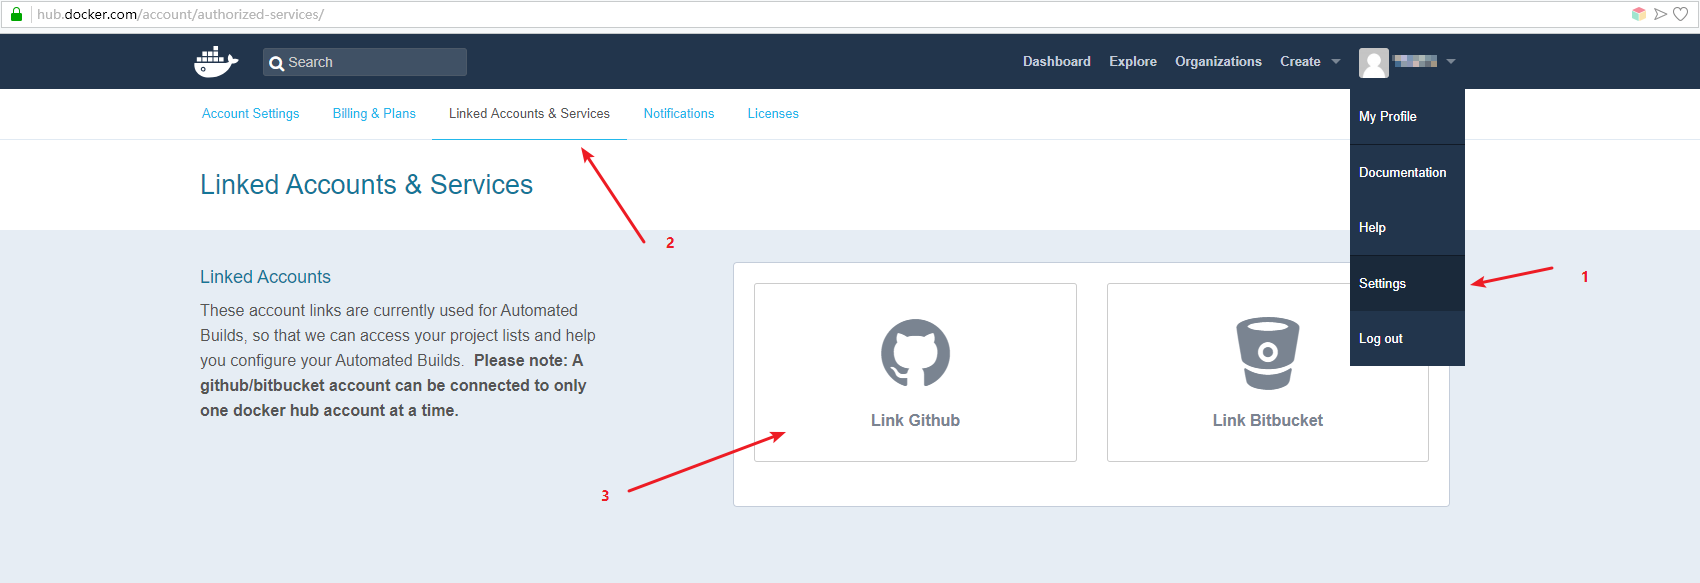 hub.docker.com/account/authorized-services/
Search
Dashboard
Explore
Organizations
Create
Account Settings
Billing & Plans
Linked Accounts & Services
Notifications
Licenses
My Profile
Documentation
Help
Settings
Log out
1
2
Linked Accounts & Services
Linked Accounts
These account links are currently used for Automated
Builds, so that we can access your project lists and help
you configure your Automated Builds. Please note: A
github/bitbucket account can be connected to only
one docker hub account at a time.
Link Github
Link Bitbucket
3